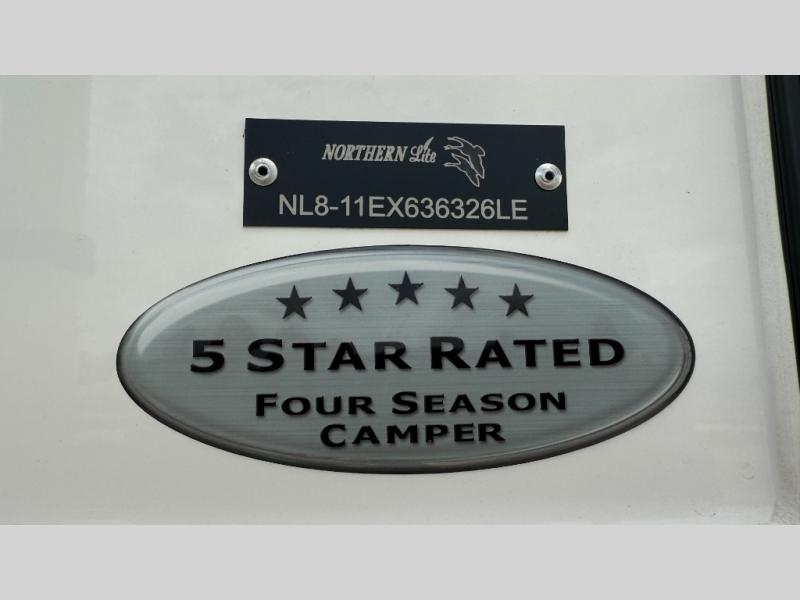 NORTHERN Lite
NL8-11EX636326LE
5 STAR RATED
FOUR SEASON
CAMPER